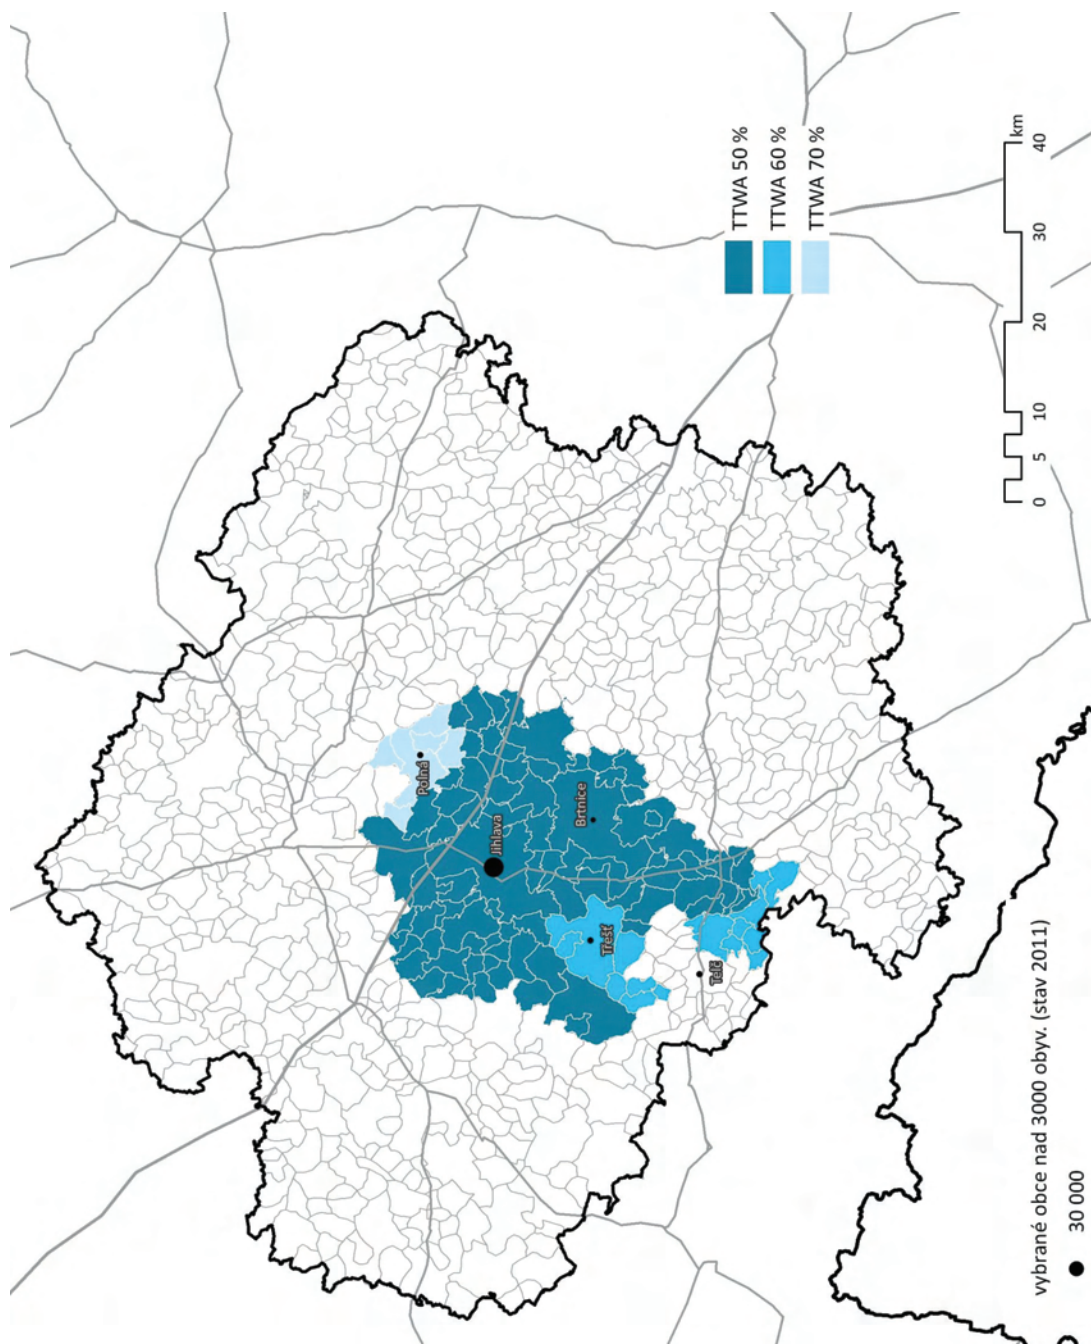 Polná
Jihlava
Brtnice
Třešť
Telč
TTWA 50 %
TTWA 60 %
TTWA 70 %
0 5 10 20 30 40
km
vybrané obce nad 3000 obyv. (stav 2011)
30 000